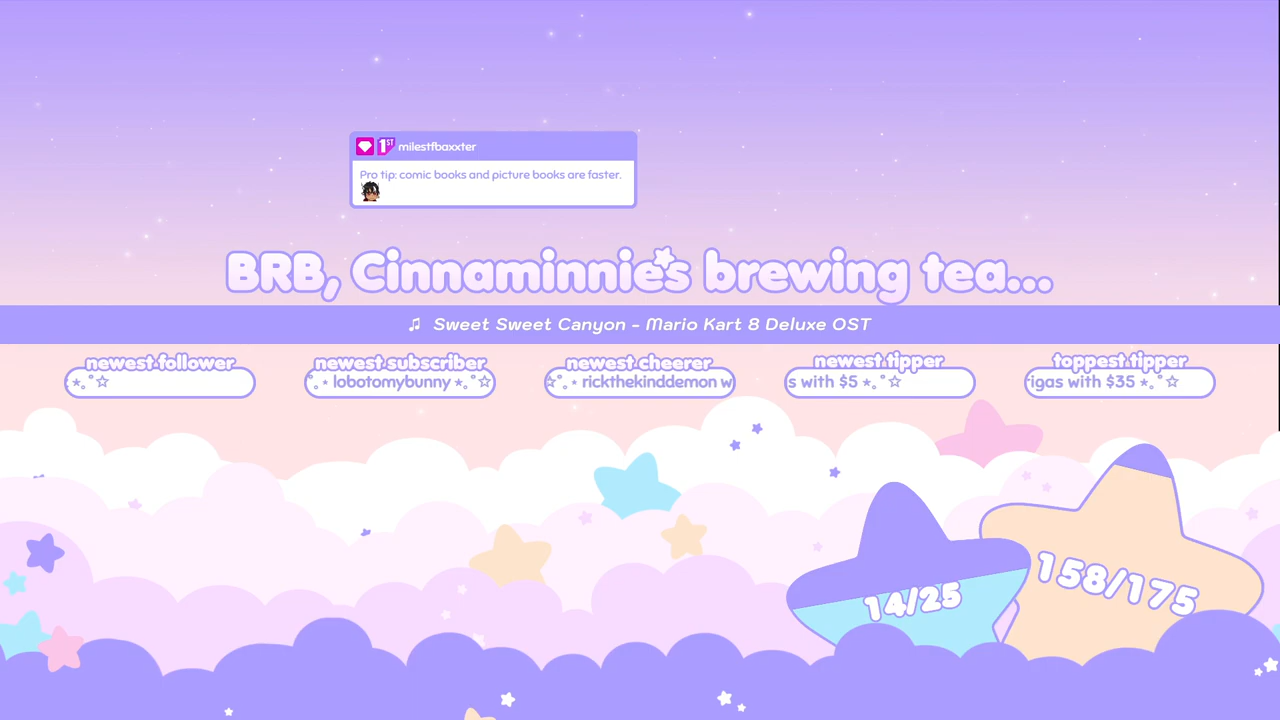 1ST milestfbaxxter
Pro tip: comic books and picture books are faster.
BRB, Cinnaminnie's brewing tea...
♫ Sweet Sweet Canyon - Mario Kart 8 Deluxe OST
newest follower
⋆｡˚☆
newest subscriber
˚｡⋆ lobotomybunny ⋆｡˚☆
newest cheerer
☆˚｡⋆ rickthekinddemon w
newest tipper
s with $5 ⋆｡˚☆
toppest tipper
igas with $35 ⋆｡˚☆
14/25
158/175